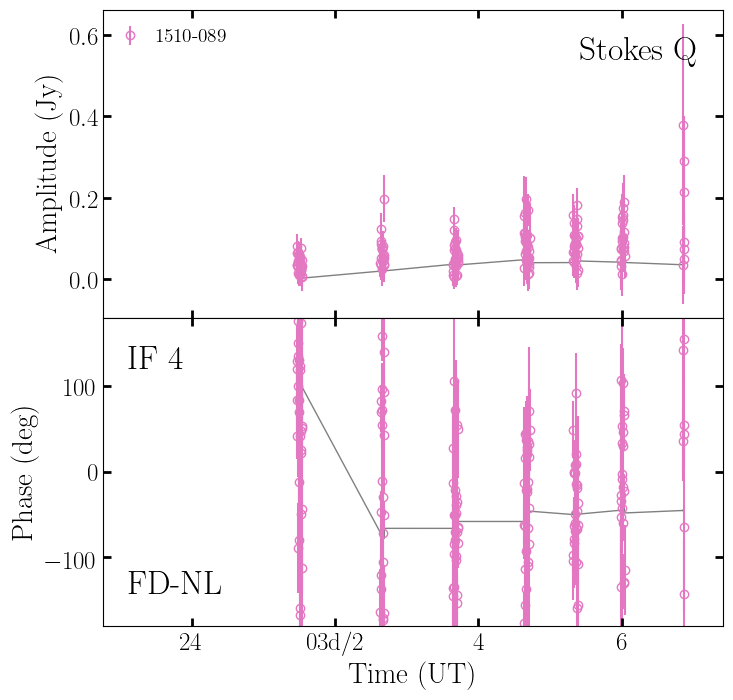 1510-089
Stokes Q
0.6
0.4
0.2
0.0
Amplitude (Jy)
IF 4
100
0
−100
Phase (deg)
FD-NL
24
03d/2
4
6
Time (UT)